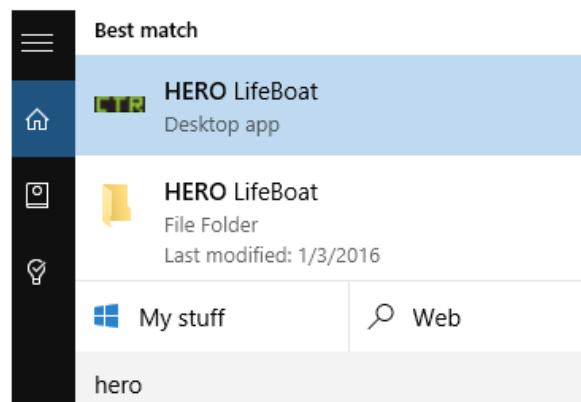 Best match
CTR
HERO LifeBoat
Desktop app
HERO LifeBoat
File Folder
Last modified: 1/3/2016
My stuff
Web
hero